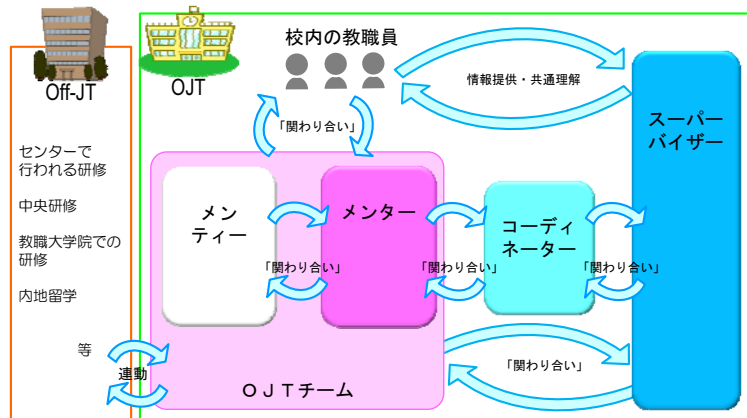 Off-JT
センターで
行われる研修
中央研修
教職大学院での
研修
内地留学
等
連動
OJT
校内の教職員
情報提供・共通理解
「関わり合い」
メン
ティー
メンター
コーディ
ネーター
スーパー
バイザー
「関わり合い」
「関わり合い」
「関わり合い」
「関わり合い」
ＯＪＴチーム